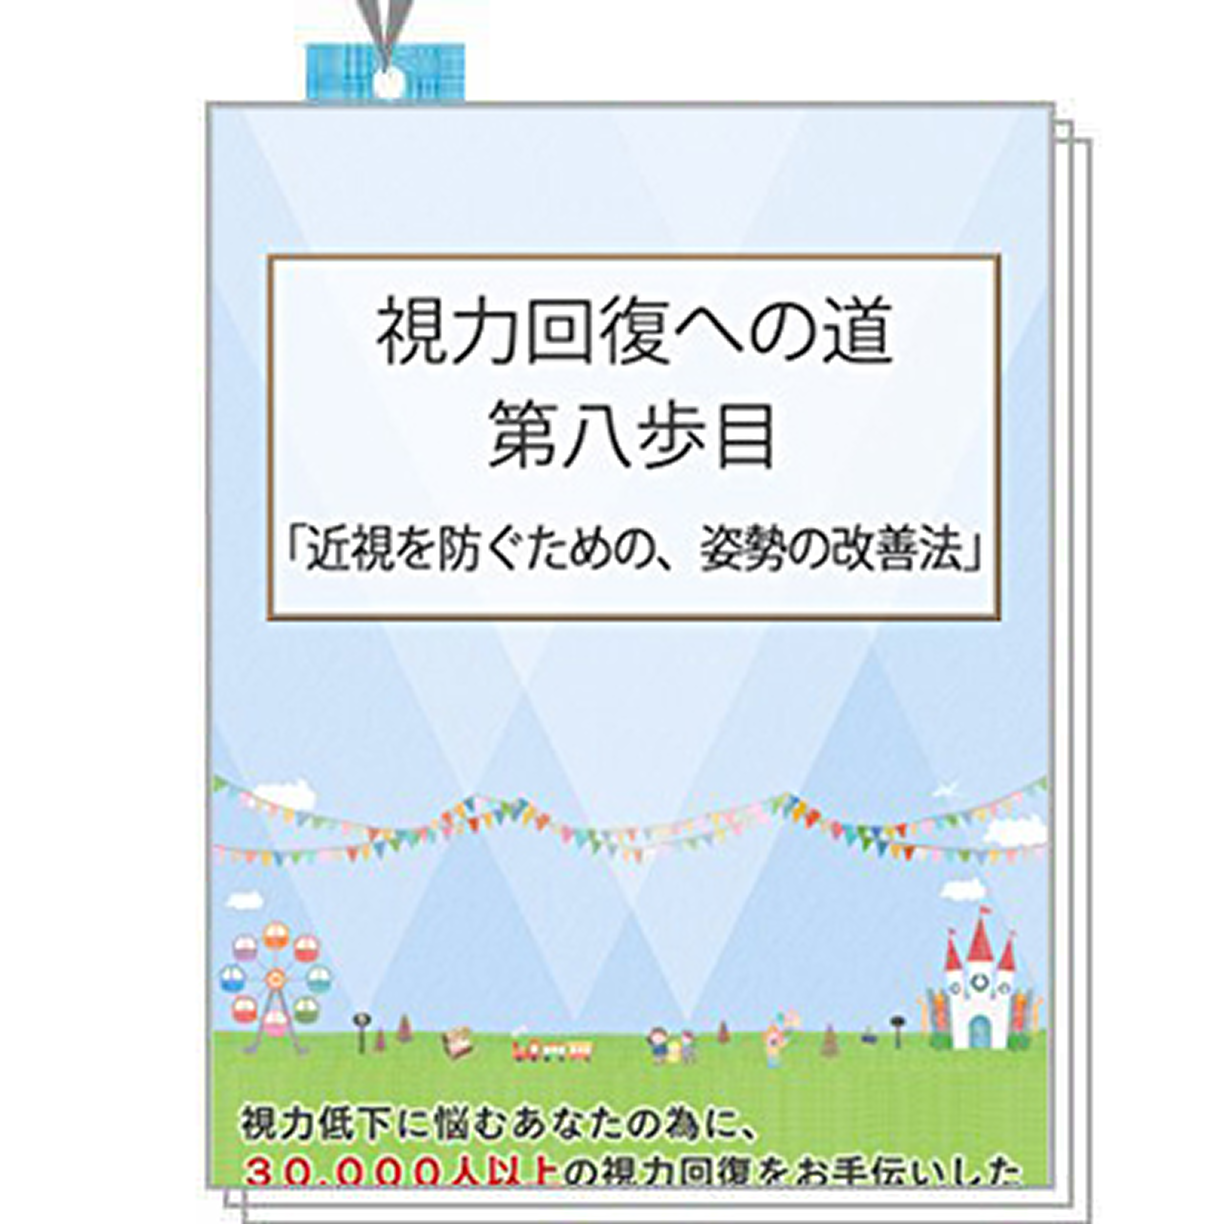 視力回復への道
第八歩目
「近視を防ぐための、姿勢の改善法」
視力低下に悩むあなたの為に、
３０,０００人以上の視力回復をお手伝いした